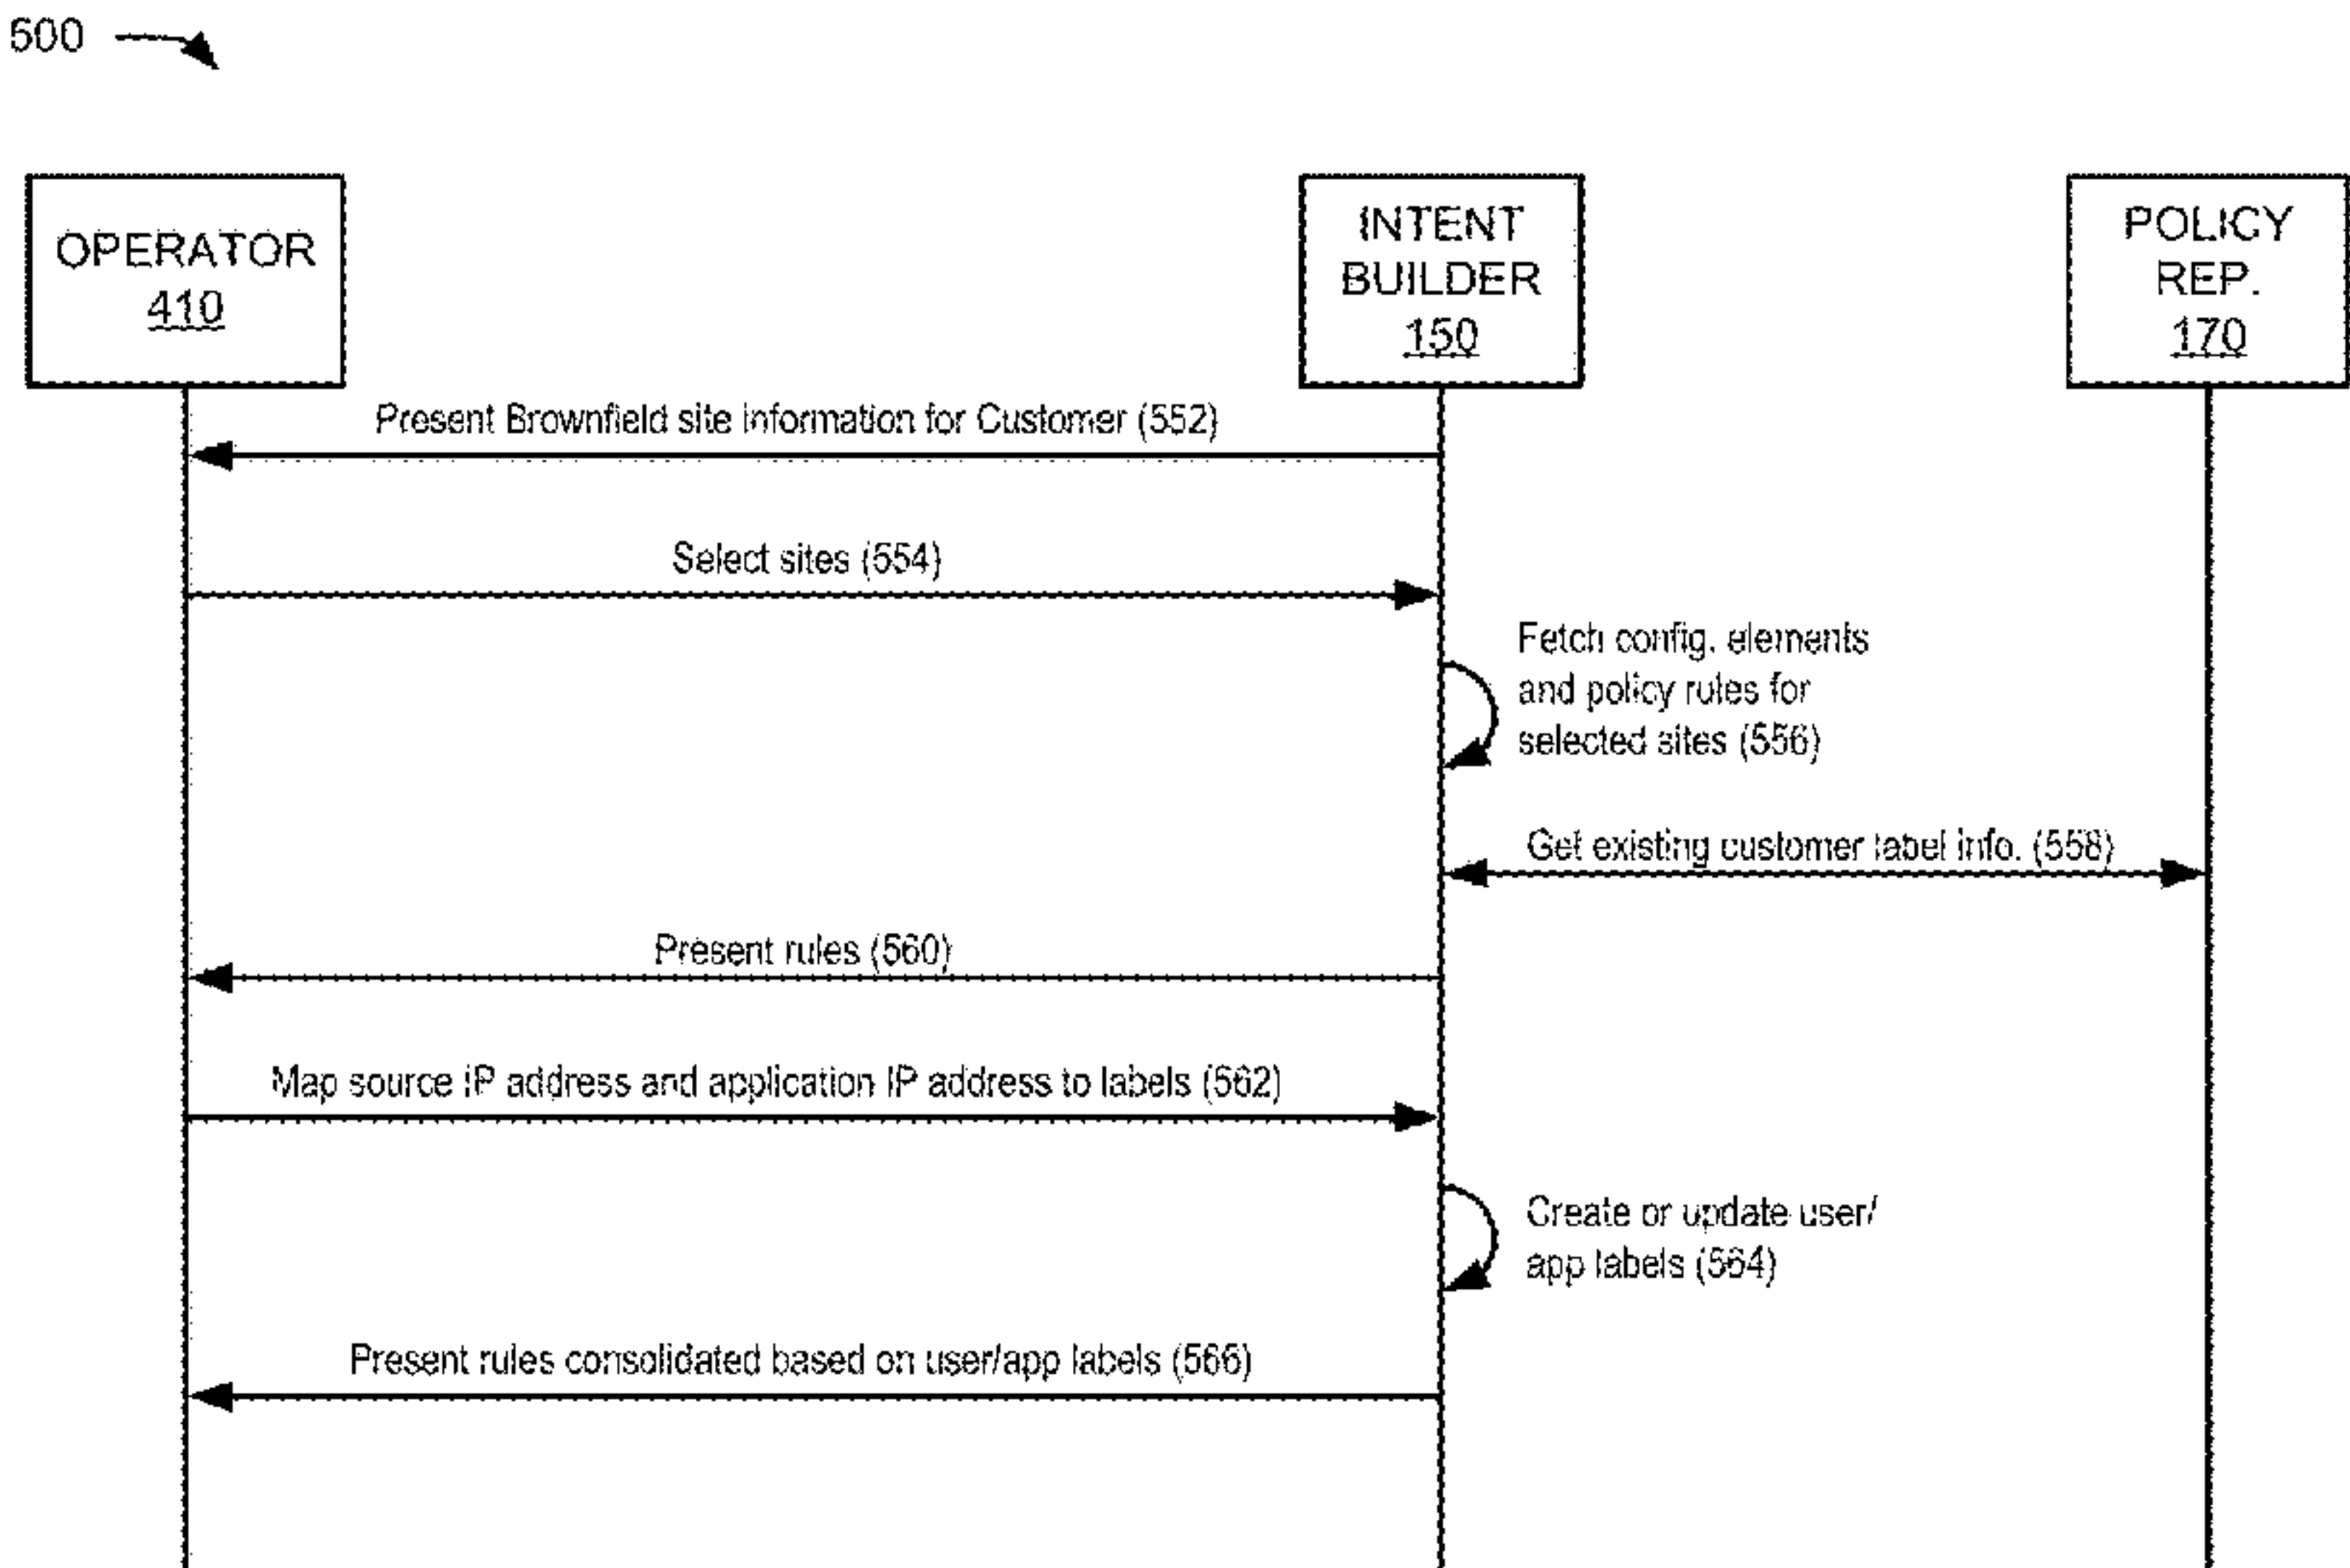 500
OPERATOR
410
INTENT
BUILDER
150
POLICY
REP.
170
Present Brownfield site information for Customer (552)
Select sites (554)
Fetch config. elements
and policy rules for
selected sites (556)
Get existing customer label info. (558)
Present rules (560)
Map source IP address and application IP address to labels (562)
Create or update user/
app labels (564)
Present rules consolidated based on user/app labels (566)